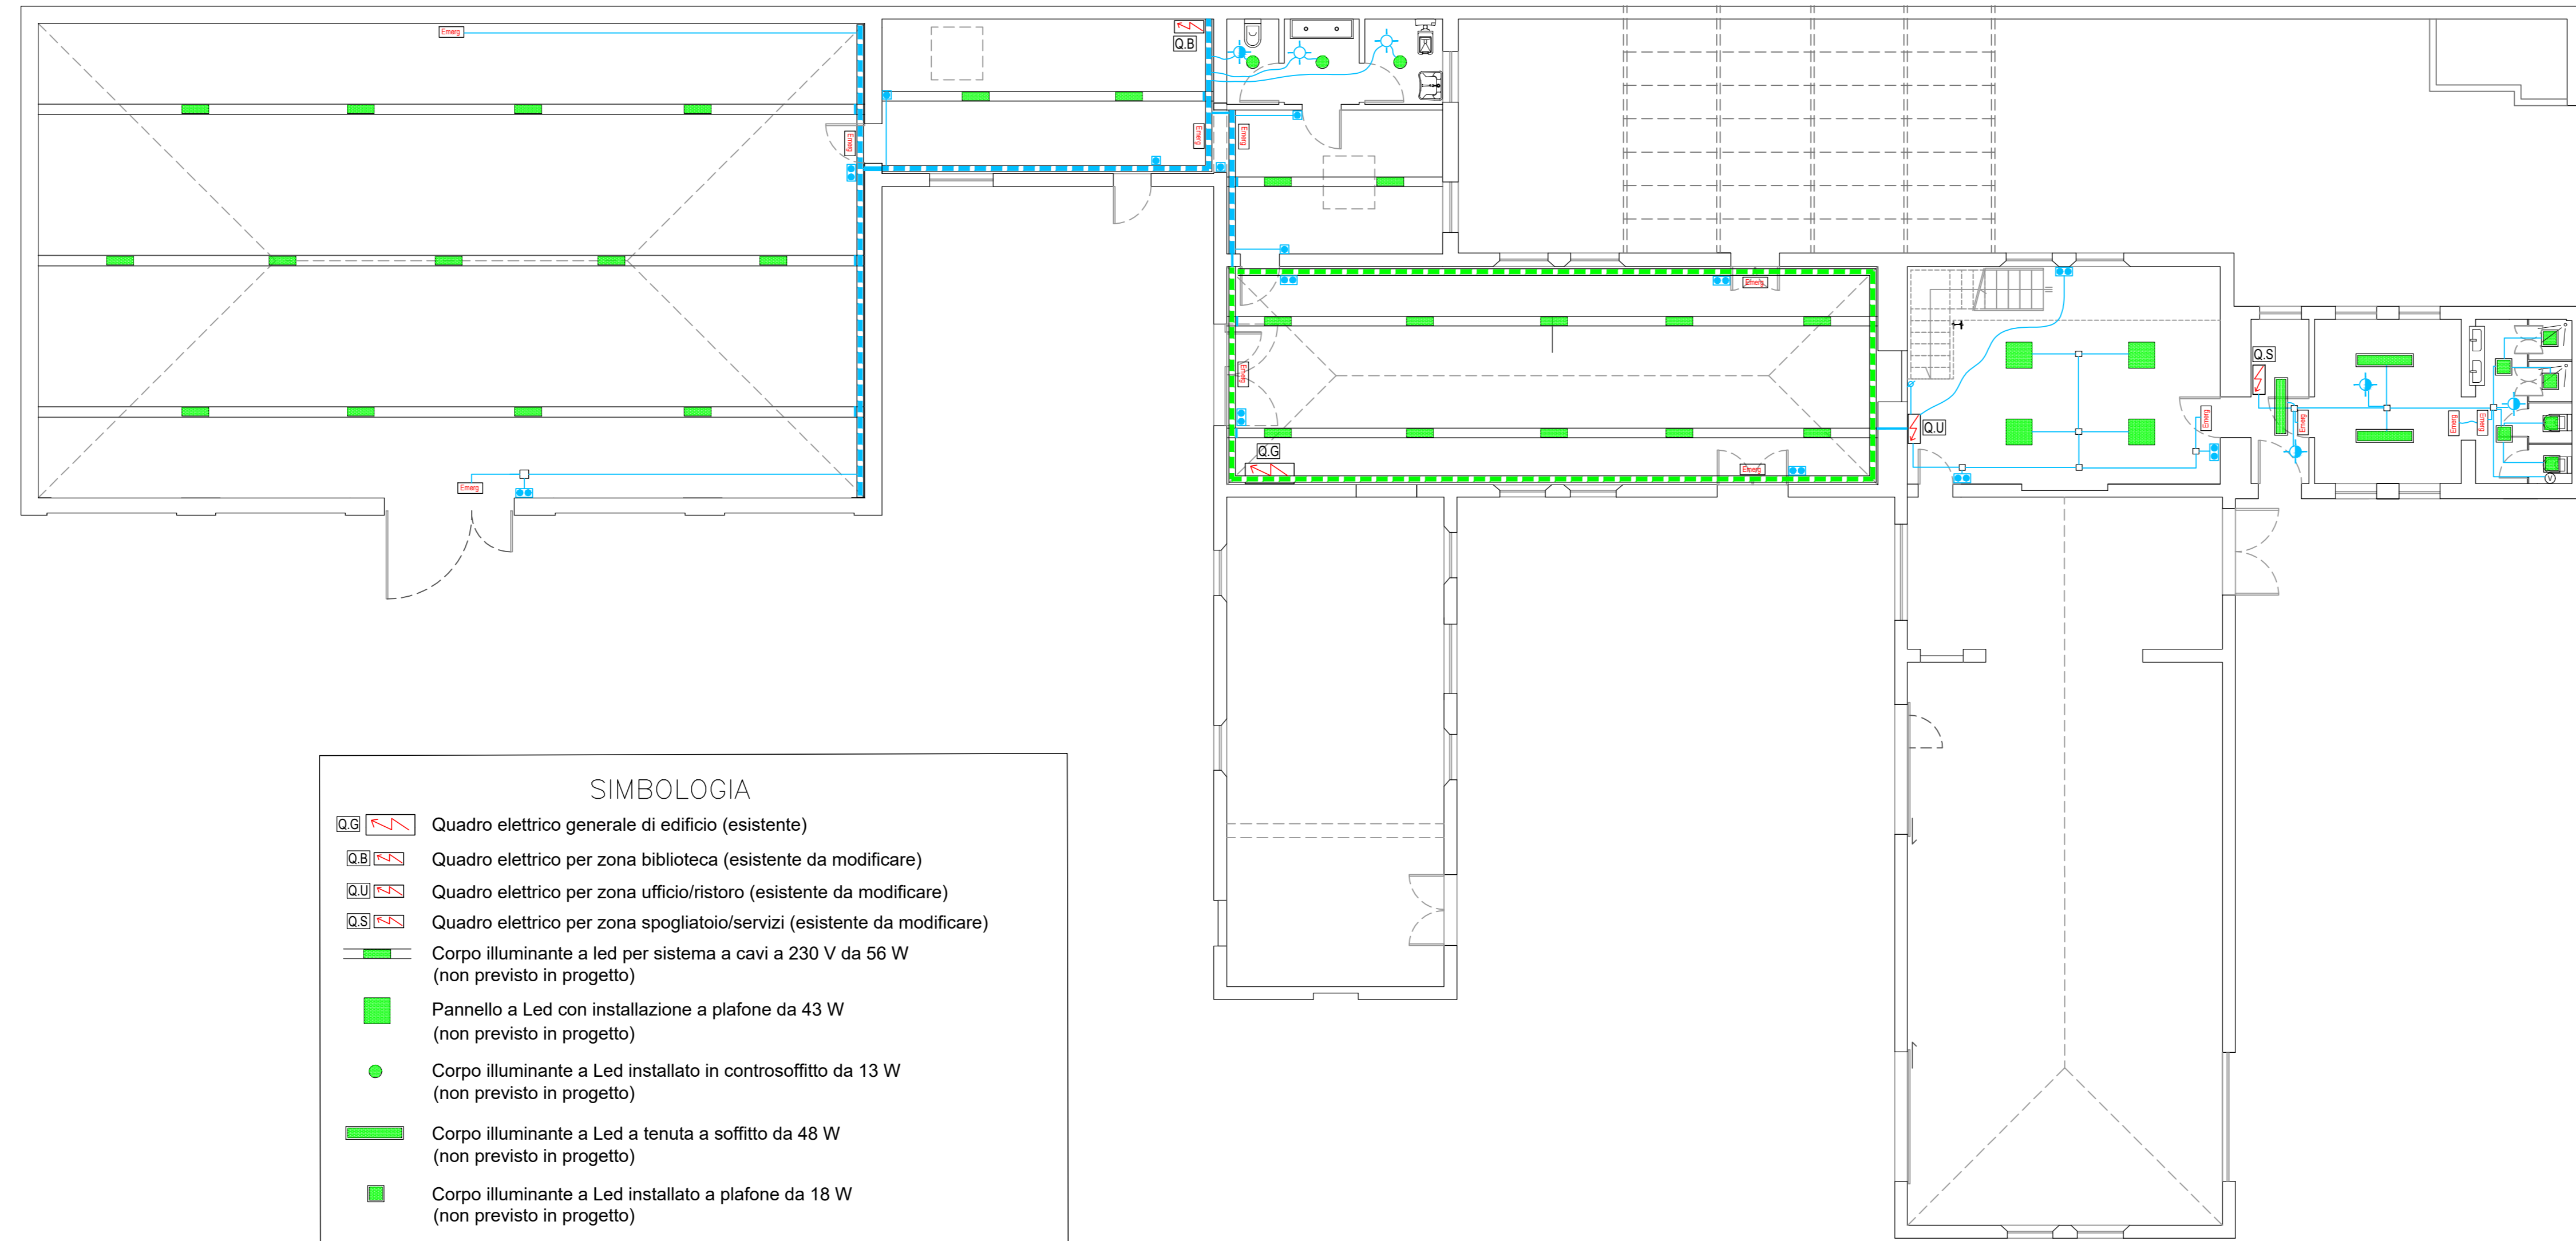 Emerg
Q.B
Emerg
Emerg
Emerg
Emerg
Q.S
Emerg
Emerg
Emerg
Emerg
Emerg
Q.U
Q.G
Emerg
Emerg
SIMBOLOGIA
Q.G Quadro elettrico generale di edificio (esistente)
Q.B Quadro elettrico per zona biblioteca (esistente da modificare)
Q.U Quadro elettrico per zona ufficio/ristoro (esistente da modificare)
Q.S Quadro elettrico per zona spogliatoio/servizi (esistente da modificare)
Corpo illuminante a led per sistema a cavi a 230 V da 56 W
(non previsto in progetto)
Pannello a Led con installazione a plafone da 43 W
(non previsto in progetto)
Corpo illuminante a Led installato in controsoffitto da 13 W
(non previsto in progetto)
Corpo illuminante a Led a tenuta a soffitto da 48 W
(non previsto in progetto)
Corpo illuminante a Led installato a plafone da 18 W
(non previsto in progetto)
V